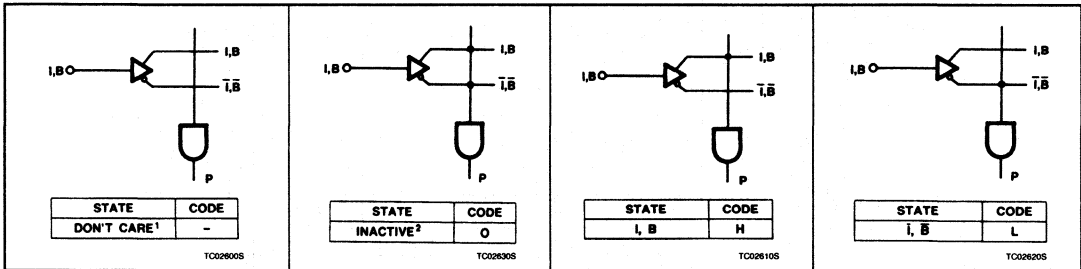 I,B
I,B
Ī,B̄
P
STATE CODE
DON'T CARE¹ –
TC02600S
I,B
I,B
Ī,B̄
P
STATE CODE
INACTIVE² O
TC02630S
I,B
I,B
Ī,B̄
P
STATE CODE
I, B H
TC02610S
I,B
I,B
Ī,B̄
P
STATE CODE
Ī, B̄ L
TC02620S